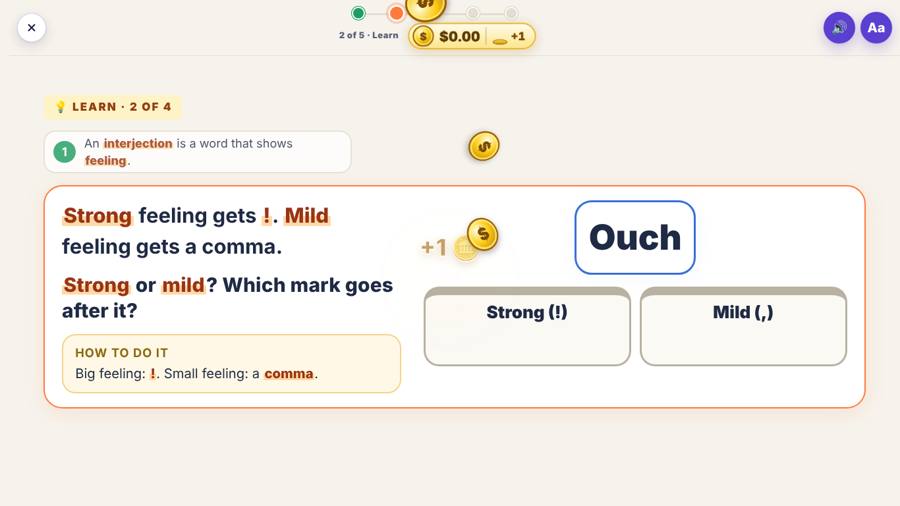 2 of 5 · Learn
$0.00
+1
Aa
LEARN · 2 OF 4
1
An interjection is a word that shows
feeling.
Strong feeling gets !. Mild
feeling gets a comma.
Strong or mild? Which mark goes
after it?
HOW TO DO IT
Big feeling: !. Small feeling: a comma.
+1
Ouch
Strong (!)
Mild (,)